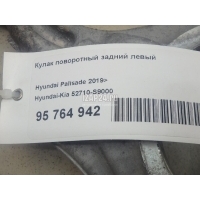 Кулак поворотный задний левый
Hyundai Palisade 2019>
Hyundai-Kia 52710-S9000
95 764 942